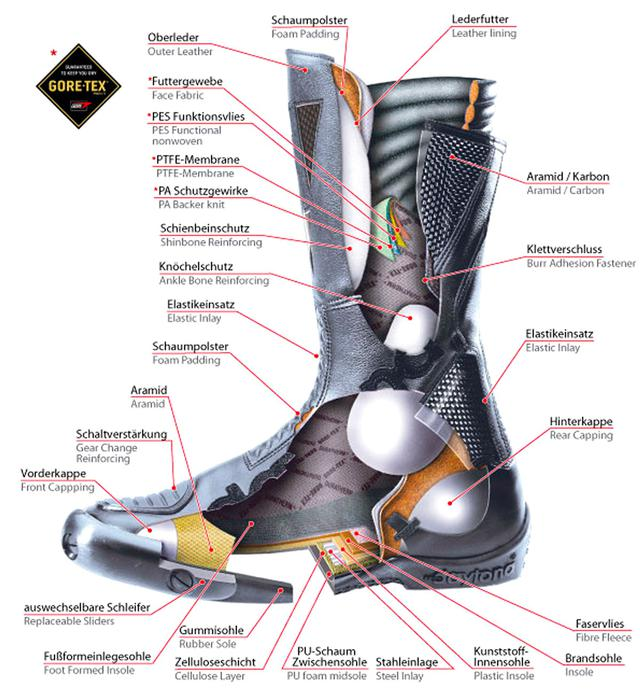 Schaumpolster
Foam Padding
Lederfutter
Leather lining
Oberleder
Outer Leather
*
GUARANTEED
TO KEEP YOU DRY
GORE-TEX
*Futtergewebe
Face Fabric
*PES Funktionsvlies
PES Functional
nonwoven
*PTFE-Membrane
PTFE-Membrane
*PA Schutzgewirke
PA Backer knit
Aramid / Karbon
Aramid / Carbon
Schienbeinschutz
Shinbone Reinforcing
Klettverschluss
Burr Adhesion Fastener
Knöchelschutz
Ankle Bone Reinforcing
Elastikeinsatz
Elastic Inlay
Elastikeinsatz
Elastic Inlay
Schaumpolster
Foam Padding
Aramid
Aramid
Hinterkappe
Rear Capping
Schaltverstärkung
Gear Change
Reinforcing
Vorderkappe
Front Cappping
Daytona
auswechselbare Schleifer
Replaceable Sliders
Gummisohle
Rubber Sole
Faservlies
Fibre Fleece
Fußformeinlegesohle
Foot Formed Insole
Zelluloseschicht
Cellulose Layer
PU-Schaum
Zwischensohle
PU foam midsole
Stahleinlage
Steel Inlay
Kunststoff-
Innensohle
Plastic Insole
Brandsohle
Insole